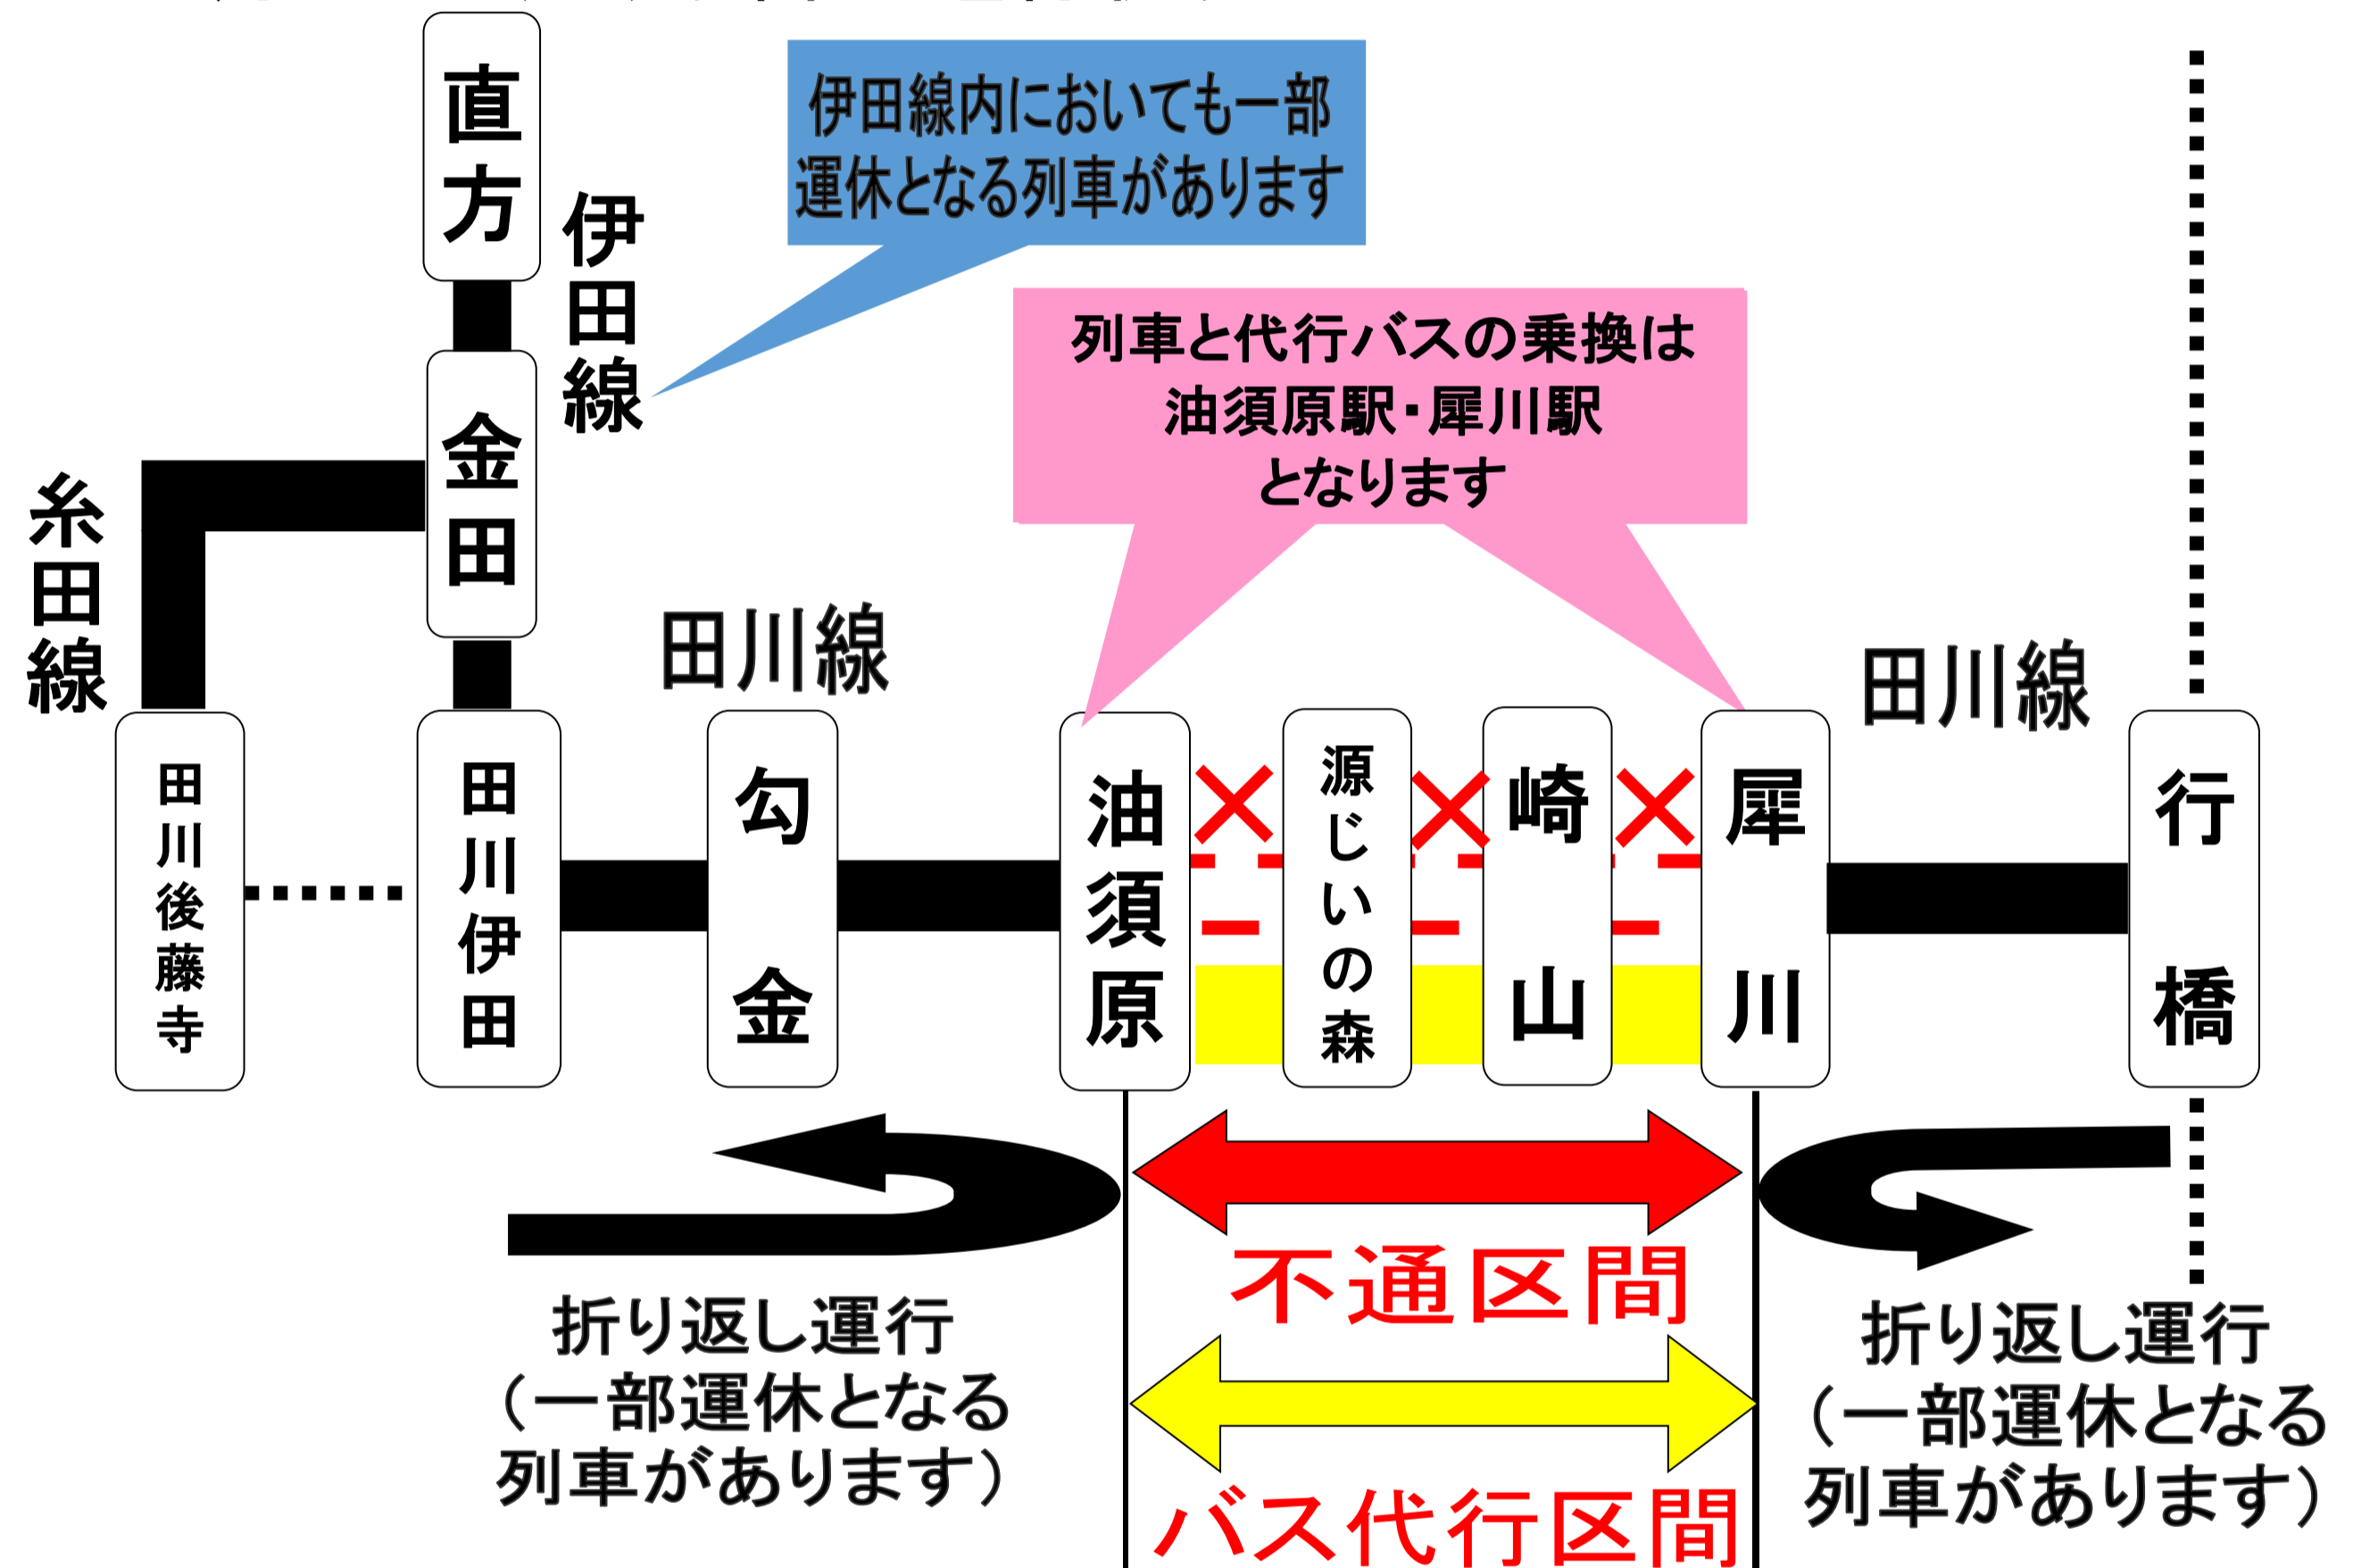 直方
伊田線
伊田線内においても一部
運休となる列車があります
列車代行バスの乗換は
油須原駅・犀川駅
となります
金田
糸田線
田川線
田川線
田川後藤寺
田川伊田
勾金
油須原
源じいの森
崎山
犀川
行橋
不通区間
折り返し運行
（一部運休となる
列車があります）
バス代行区間
折り返し運行
（一部運休となる
列車があります）